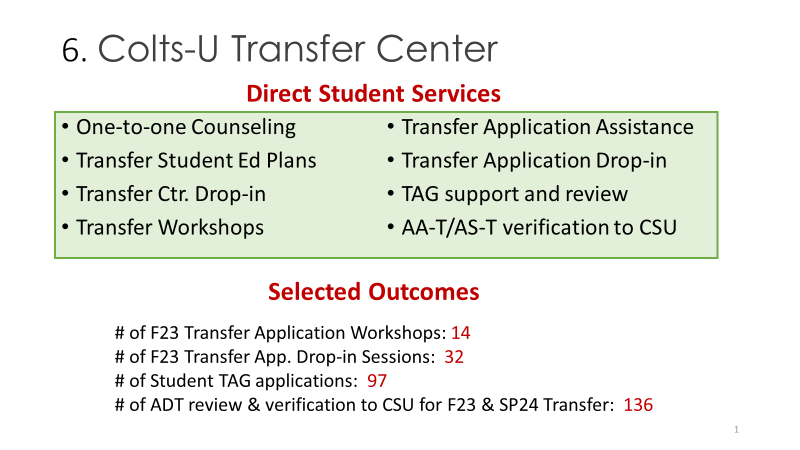 6. Colts-U Transfer Center
Direct Student Services
• One-to-one Counseling
• Transfer Student Ed Plans
• Transfer Ctr. Drop-in
• Transfer Workshops
• Transfer Application Assistance
• Transfer Application Drop-in
• TAG support and review
• AA-T/AS-T verification to CSU
Selected Outcomes
# of F23 Transfer Application Workshops: 14
# of F23 Transfer App. Drop-in Sessions: 32
# of Student TAG applications: 97
# of ADT review & verification to CSU for F23 & SP24 Transfer: 136
1